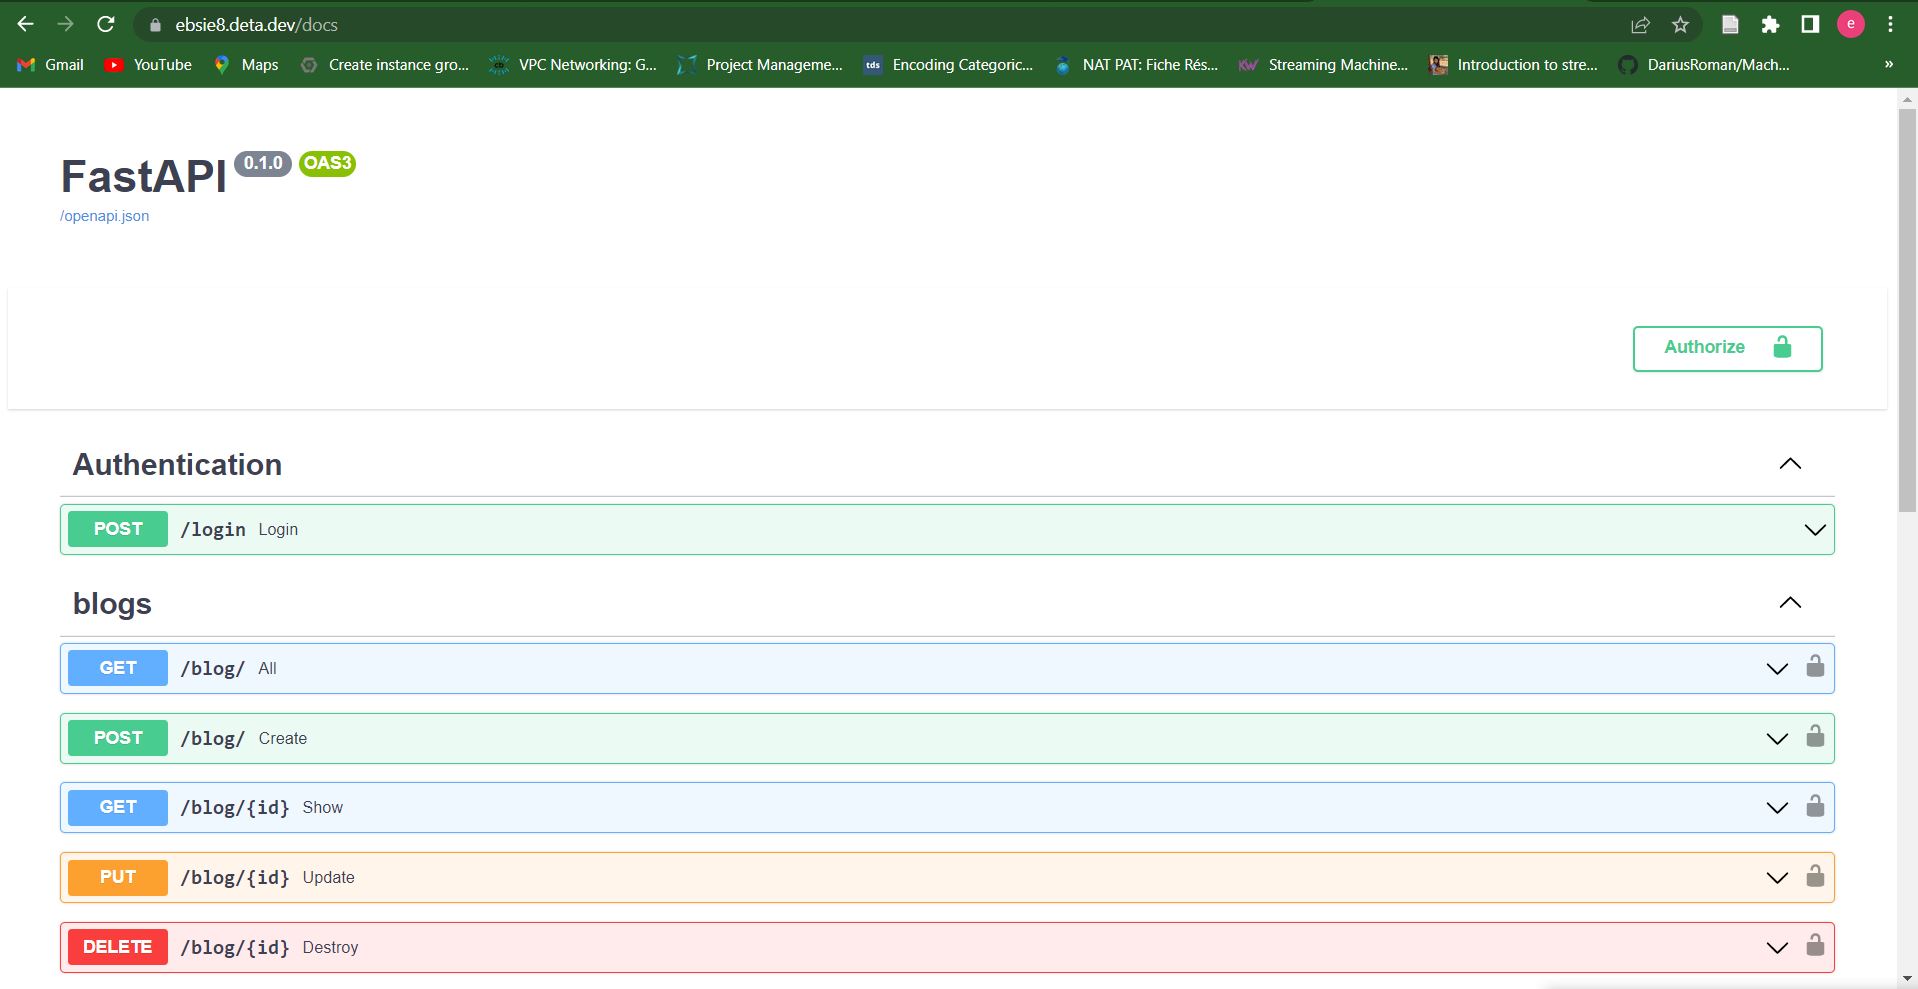 ebsie8.deta.dev/docs
e
Gmail YouTube Maps Create instance gro... VPC Networking: G... Project Manageme... tds Encoding Categoric... NAT PAT: Fiche Rés... KW Streaming Machine... Introduction to stre... DariusRoman/Mach... »
FastAPI 0.1.0 OAS3
/openapi.json
Authorize
Authentication
POST /login Login
blogs
GET /blog/ All
POST /blog/ Create
GET /blog/{id} Show
PUT /blog/{id} Update
DELETE /blog/{id} Destroy